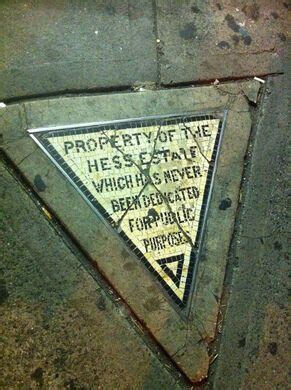 PROPERTY OF THE
HESS ESTATE
WHICH HAS NEVER
BEEN DEDICATED
FOR PUBLIC
PURPOSES